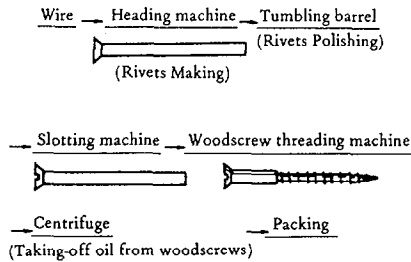 Wire → Heading machine → Tumbling barrel
(Rivets Making) (Rivets Polishing)
→ Slotting machine → Woodscrew threading machine
→ Centrifuge → Packing
(Taking-off oil from woodscrews)